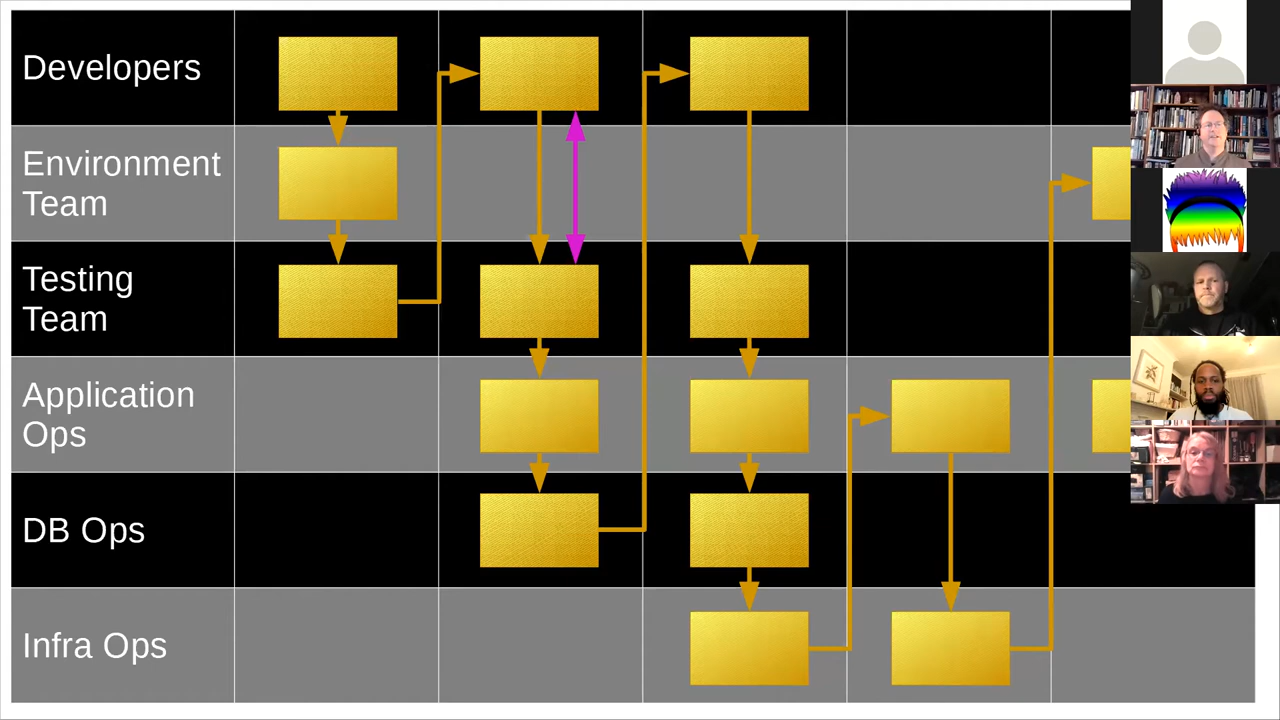 Developers
Environment
Team
Testing
Team
Application
Ops
DB Ops
Infra Ops